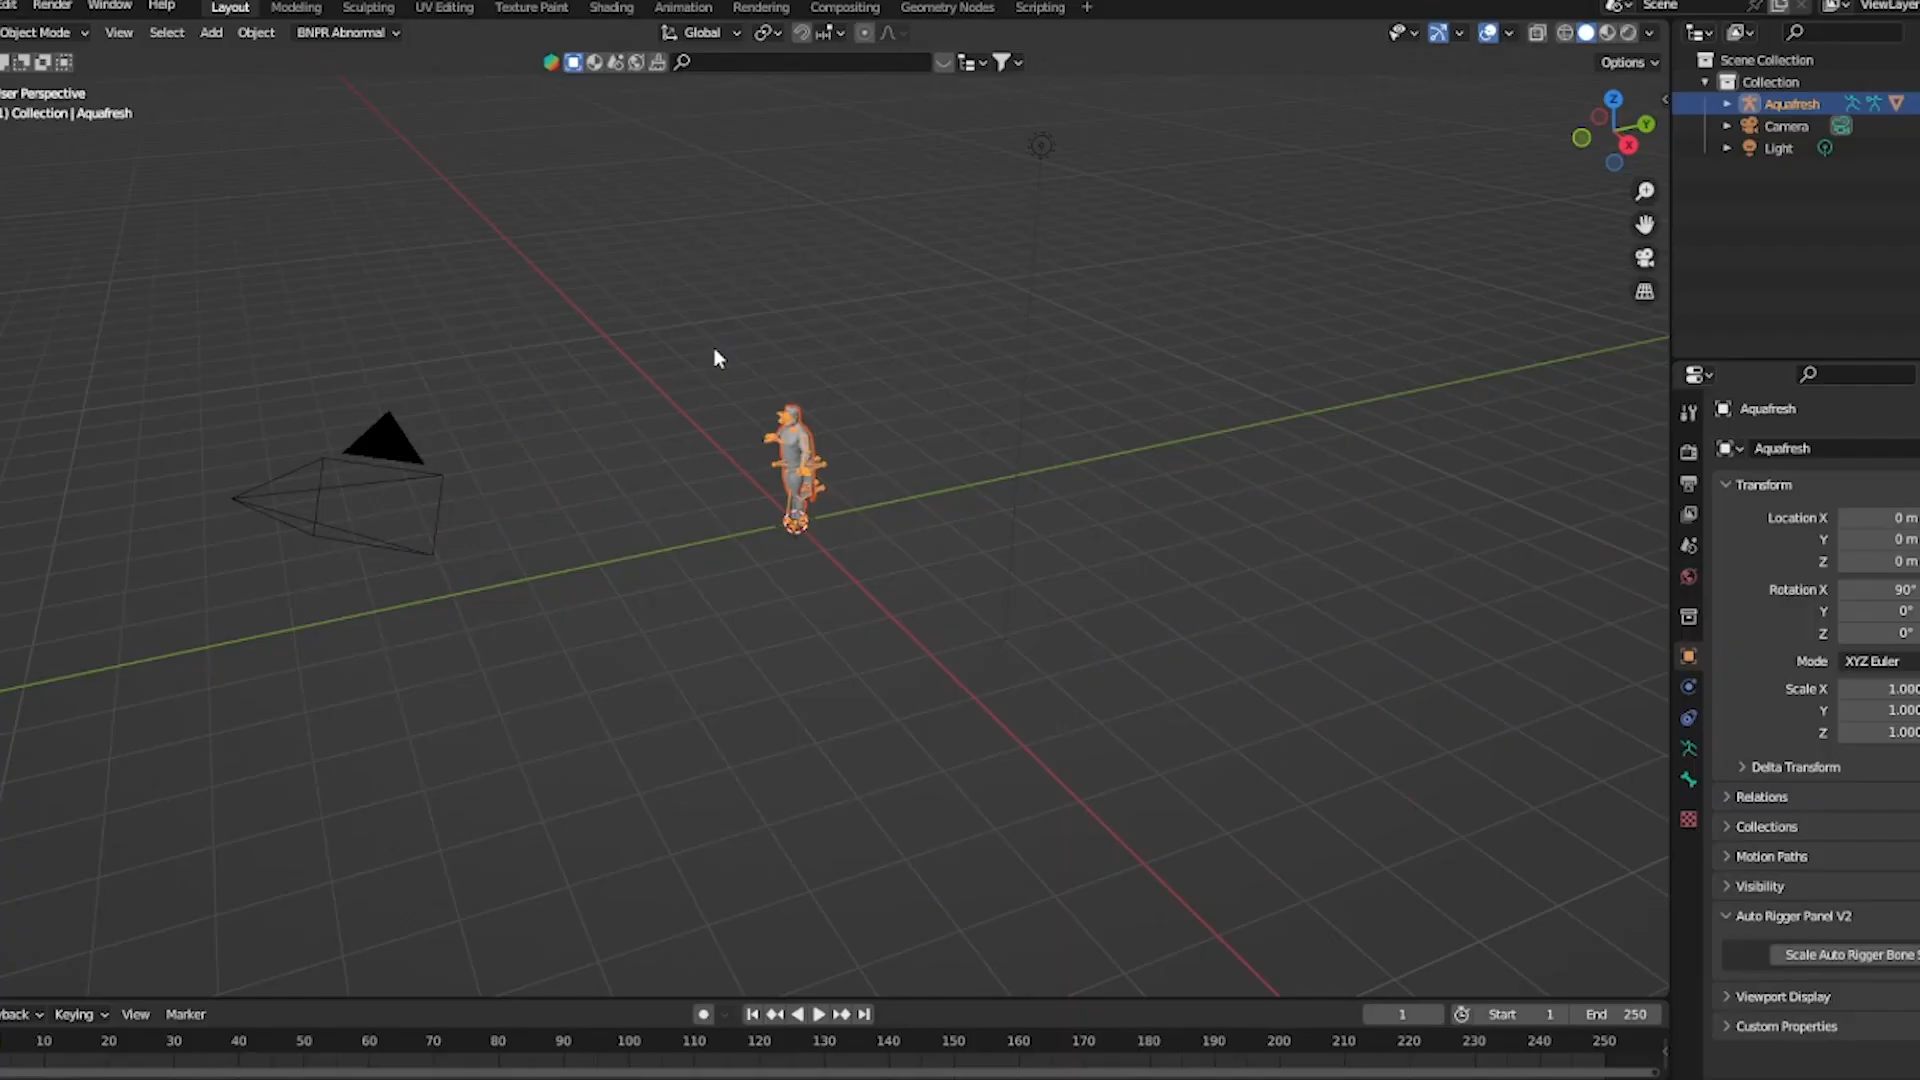 Render Window Help Layout Modeling Sculpting UV Editing Texture Paint Shading Animation Rendering Compositing Geometry Nodes Scripting + Scene ViewLayer
Object Mode View Select Add Object BNPR Abnormal Global
Options
ser Perspective
1) Collection | Aquafresh
Z
Y
X
Scene Collection
Collection
Aquafresh
Camera
Light
Aquafresh
Aquafresh
Transform
Location X 0 m
Y 0 m
Z 0 m
Rotation X 90°
Y 0°
Z 0°
Mode XYZ Euler
Scale X 1.000
Y 1.000
Z 1.000
Delta Transform
Relations
Collections
Motion Paths
Visibility
Auto Rigger Panel V2
Scale Auto Rigger Bone S
Viewport Display
Custom Properties
yback Keying View Marker 1 Start 1 End 250
10 20 30 40 50 60 70 80 90 100 110 120 130 140 150 160 170 180 190 200 210 220 230 240 250